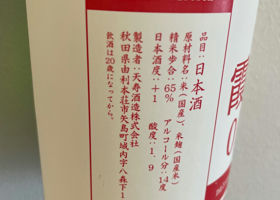 品目:日本酒
原材料名:米(国産)、米麹(国産米)
精米歩合:65% アルコール分:14度
日本酒度:+1 酸度:1.9
製造者:天寿酒造株式会社
秋田県由利本荘市矢島町城内字八森下
飲酒は20歳になってから。